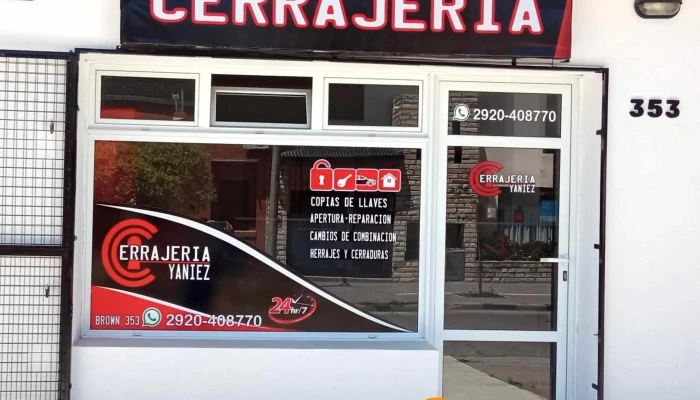 CERRAJERIA
353
2920-408770
CERRAJERIA
YANIEZ
COPIAS DE LLAVES
APERTURA-REPARACION
CAMBIOS DE COMBINACION
HERRAJES Y CERRADURAS
CERRAJERIA
YANIEZ
24hr/7
BROWN 353 2920-408770